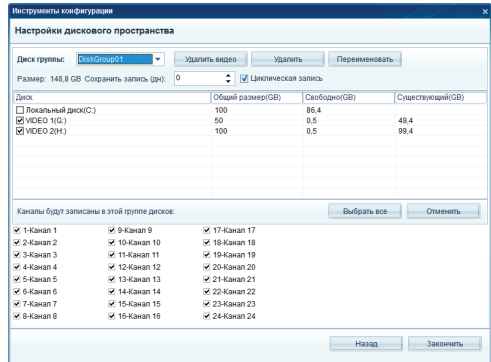 Инструменты конфигурации
Настройки дискового пространства
Диск группы: DiskGroup01 Удалить видео Удалить Переименовать
Размер: 148,8 GB Сохранить запись (дн): 0 Циклическая запись
Диск Общий размер(GB) Свободно(GB) Существующий(GB)
Локальный диск(C:) 100 86,4
VIDEO 1(G:) 50 0,5 49,4
VIDEO 2(H:) 100 0,5 99,4
Каналы будут записаны в этой группе дисков: Выбрать все Отменить
1-Канал 1 9-Канал 9 17-Канал 17
2-Канал 2 10-Канал 10 18-Канал 18
3-Канал 3 11-Канал 11 19-Канал 19
4-Канал 4 12-Канал 12 20-Канал 20
5-Канал 5 13-Канал 13 21-Канал 21
6-Канал 6 14-Канал 14 22-Канал 22
7-Канал 7 15-Канал 15 23-Канал 23
8-Канал 8 16-Канал 16 24-Канал 24
Назад Закончить